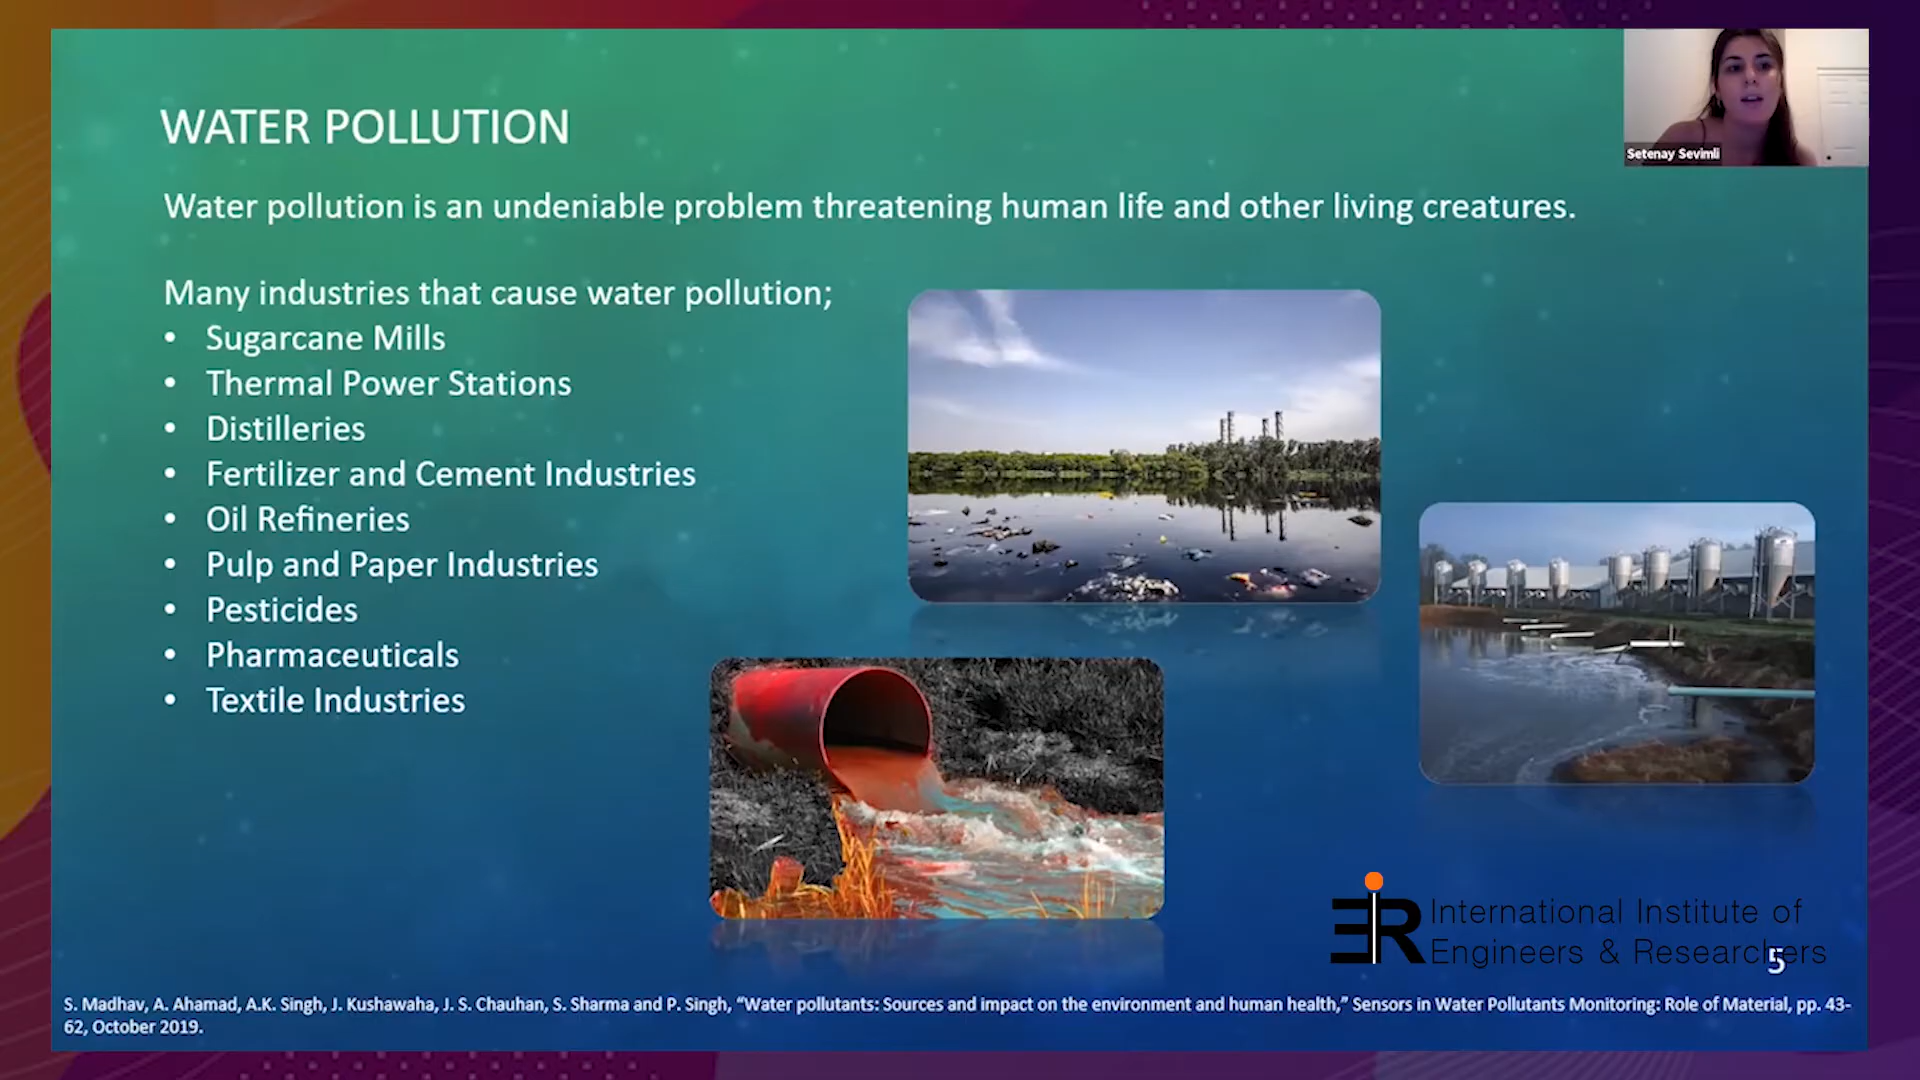 WATER POLLUTION
Setenay Sevimli
Water pollution is an undeniable problem threatening human life and other living creatures.
Many industries that cause water pollution;
• Sugarcane Mills
• Thermal Power Stations
• Distilleries
• Fertilizer and Cement Industries
• Oil Refineries
• Pulp and Paper Industries
• Pesticides
• Pharmaceuticals
• Textile Industries
International Institute of
Engineers & Researchers
5
S. Madhav, A. Ahamad, A.K. Singh, J. Kushawaha, J. S. Chauhan, S. Sharma and P. Singh, “Water pollutants: Sources and impact on the environment and human health,” Sensors in Water Pollutants Monitoring: Role of Material, pp. 43-
62, October 2019.